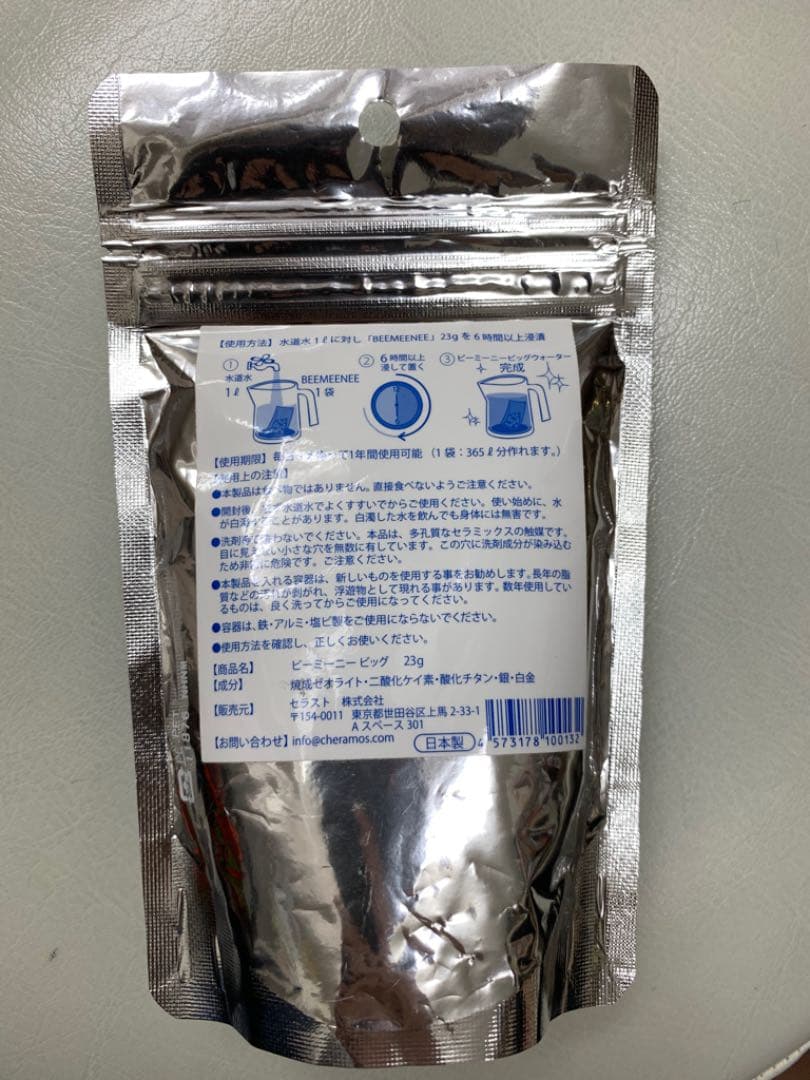 【使用方法】 水道水 1ℓに対し「BEEMEENEE」23g を 6 時間以上浸漬
① 水道水 1ℓ
BEEMEENEE 1 袋
② 6 時間以上 浸して置く
③ ビーミーニービッグウォーター 完成
【使用期限】 1年間使用可能 （1 袋：365 ℓ 分作れます。）
上の注意】
●本製品は 物ではありません。直接食べないようご注意ください。
●開封後 水道水でよくすすいでからご使用ください。使い始めに、水
が白濁 ことがあります。白濁した水を飲んでも身体には無害です。
●洗剤 わないでください。本品は、多孔質なセラミックスの触媒です。
目に見えない小さな穴を無数に有しています。この穴に洗剤成分が染み込む
ため非常に危険です。ご注意ください。
●本製品を入れる容器は、新しいものを使用する事をお勧めします。長年の脂
質などの が剥がれ、浮遊物として現れる事があります。数年使用してい
るものは、良く洗ってからご使用になってください。
●容器は、鉄・アルミ・塩ビ製をご使用にならないでください。
●使用方法を確認し、正しくお使いください。
【商品名】 ビーミーニー ビッグ 23g
【成分】 焼成ゼオライト・二酸化ケイ素・酸化チタン・銀・白金
【販売元】 セラスト 株式会社
〒154-0011 東京都世田谷区上馬 2-33-1
A スペース 301
【お問い合わせ】 info@cheramos.com
日本製
4 573178 100132